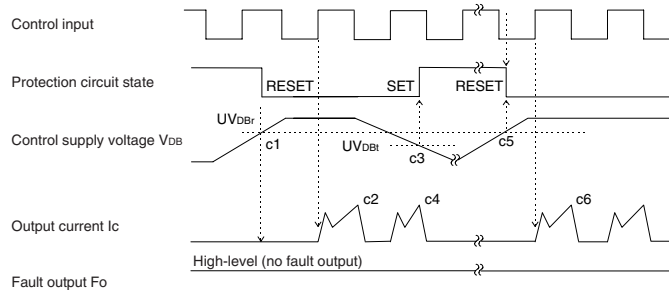 Control input
Protection circuit state
RESET
SET
RESET
UVDBr
Control supply voltage VDB
c1
UVDBt
c3
c5
c2
c4
c6
Output current Ic
High-level (no fault output)
Fault output Fo